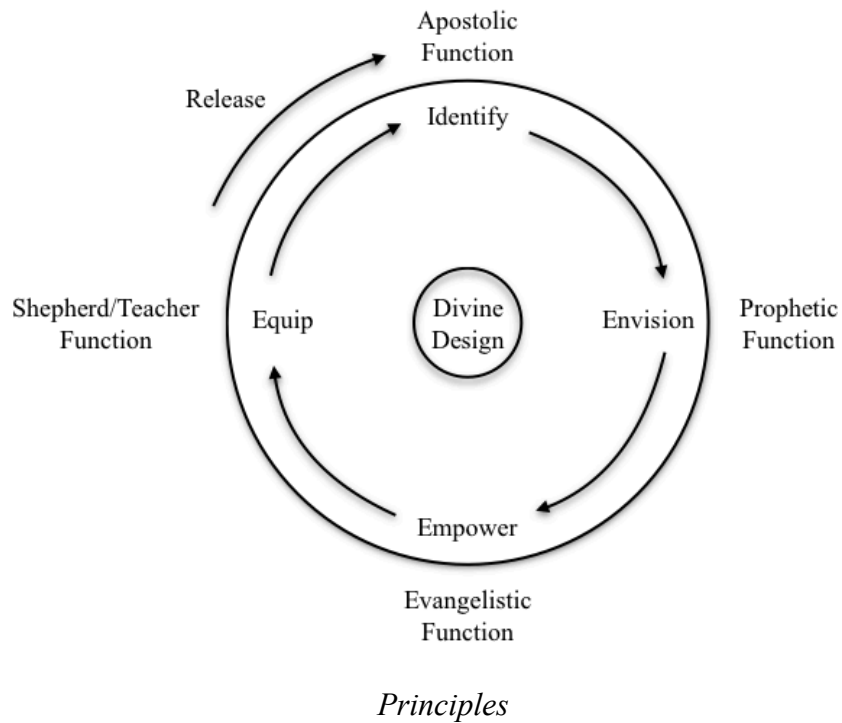 Apostolic
Function
Release
Identify
Shepherd/Teacher
Function
Equip
Divine
Design
Envision
Prophetic
Function
Empower
Evangelistic
Function
Principles